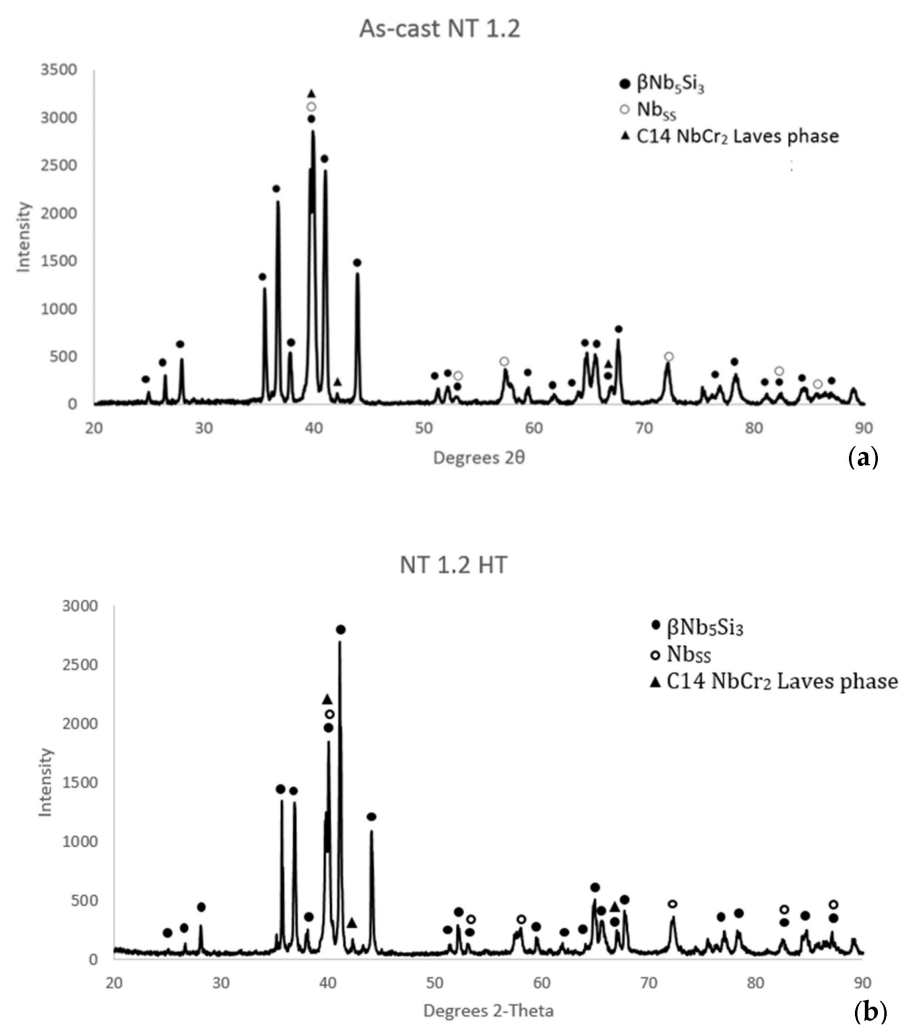 As-cast NT 1.2
3500
3000
2500
2000
1500
1000
500
0
Intensity
βNb₅Si₃
Nbss
C14 NbCr₂ Laves phase
20 30 40 50 60 70 80 90
Degrees 2θ
(a)
NT 1.2 HT
3000
2500
2000
1500
1000
500
0
Intensity
βNb₅Si₃
Nbss
C14 NbCr₂ Laves phase
20 30 40 50 60 70 80 90
Degrees 2-Theta
(b)